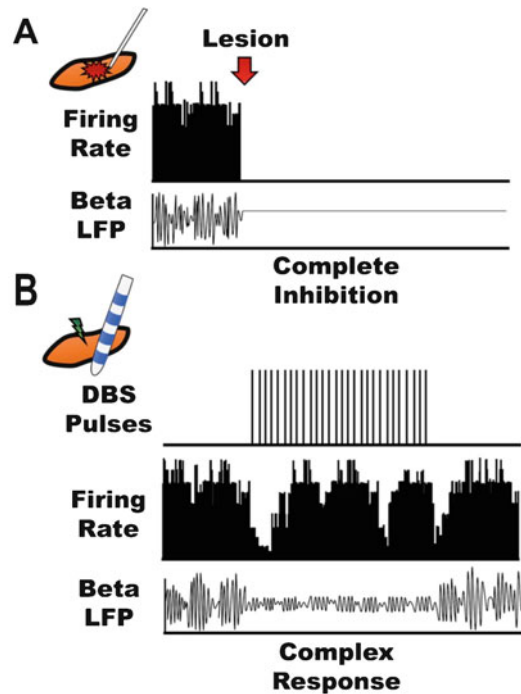 A
Lesion
Firing
Rate
Beta
LFP
Complete
Inhibition
B
DBS
Pulses
Firing
Rate
Beta
LFP
Complex
Response